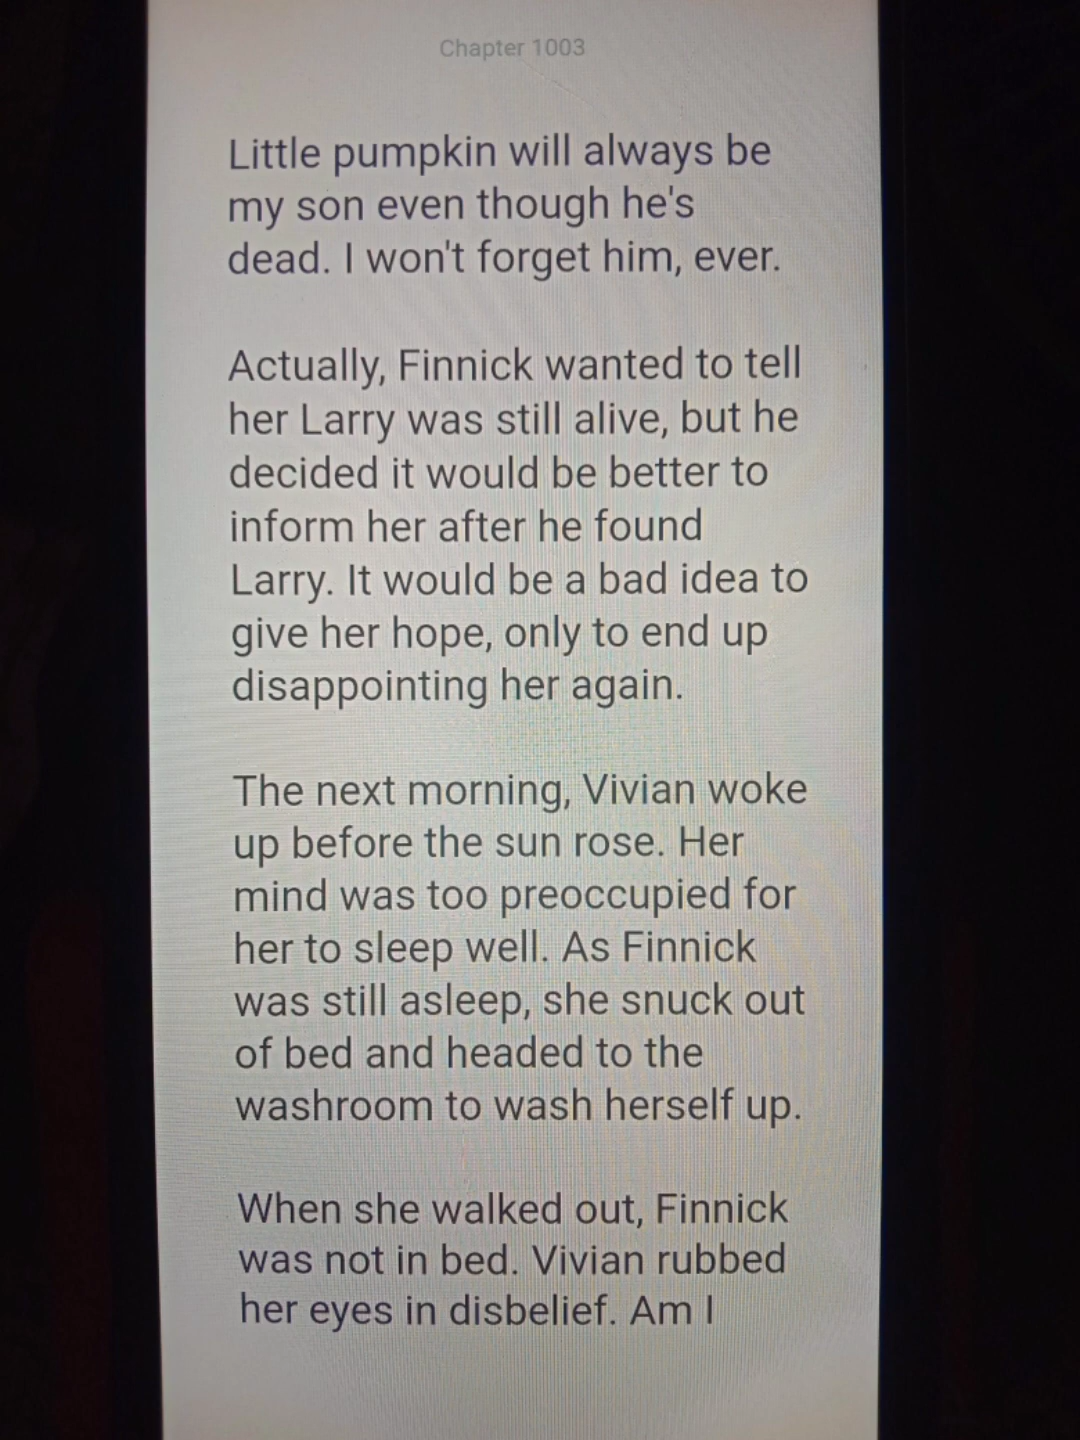 Chapter 1003
Little pumpkin will always be
my son even though he's
dead. I won't forget him, ever.
Actually, Finnick wanted to tell
her Larry was still alive, but he
decided it would be better to
inform her after he found
Larry. It would be a bad idea to
give her hope, only to end up
disappointing her again.
The next morning, Vivian woke
up before the sun rose. Her
mind was too preoccupied for
her to sleep well. As Finnick
was still asleep, she snuck out
of bed and headed to the
washroom to wash herself up.
When she walked out, Finnick
was not in bed. Vivian rubbed
her eyes in disbelief. Am I